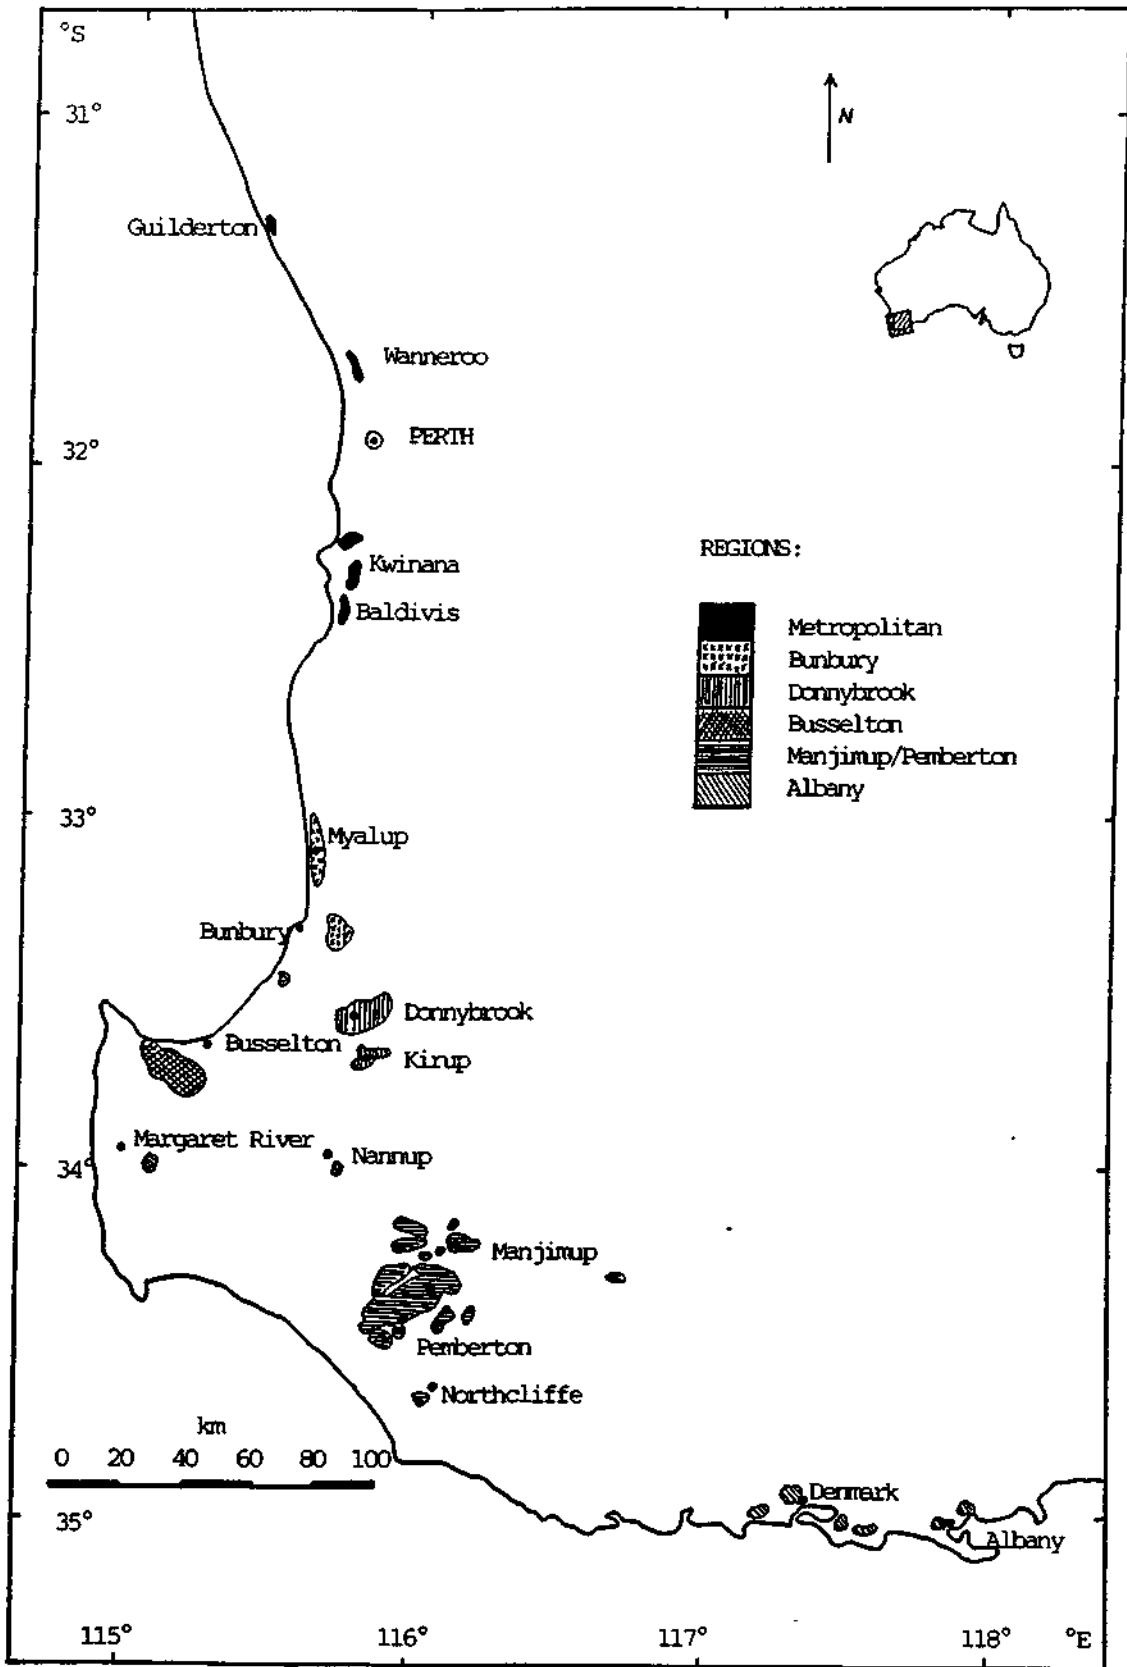 °S
31°
N
Guilderton
Wanneroo
PERTH
32°
REGIONS:
Kwinana
Baldivis
Metropolitan
Bunbury
Donnybrook
Busselton
Manjimup/Pemberton
Albany
33°
Myalup
Bunbury
Donnybrook
Busselton
Kirup
Margaret River
Nannup
34°
Manjimup
Pemberton
Northcliffe
km
0 20 40 60 80 100
Denmark
35°
Albany
115° 116° 117° 118° °E